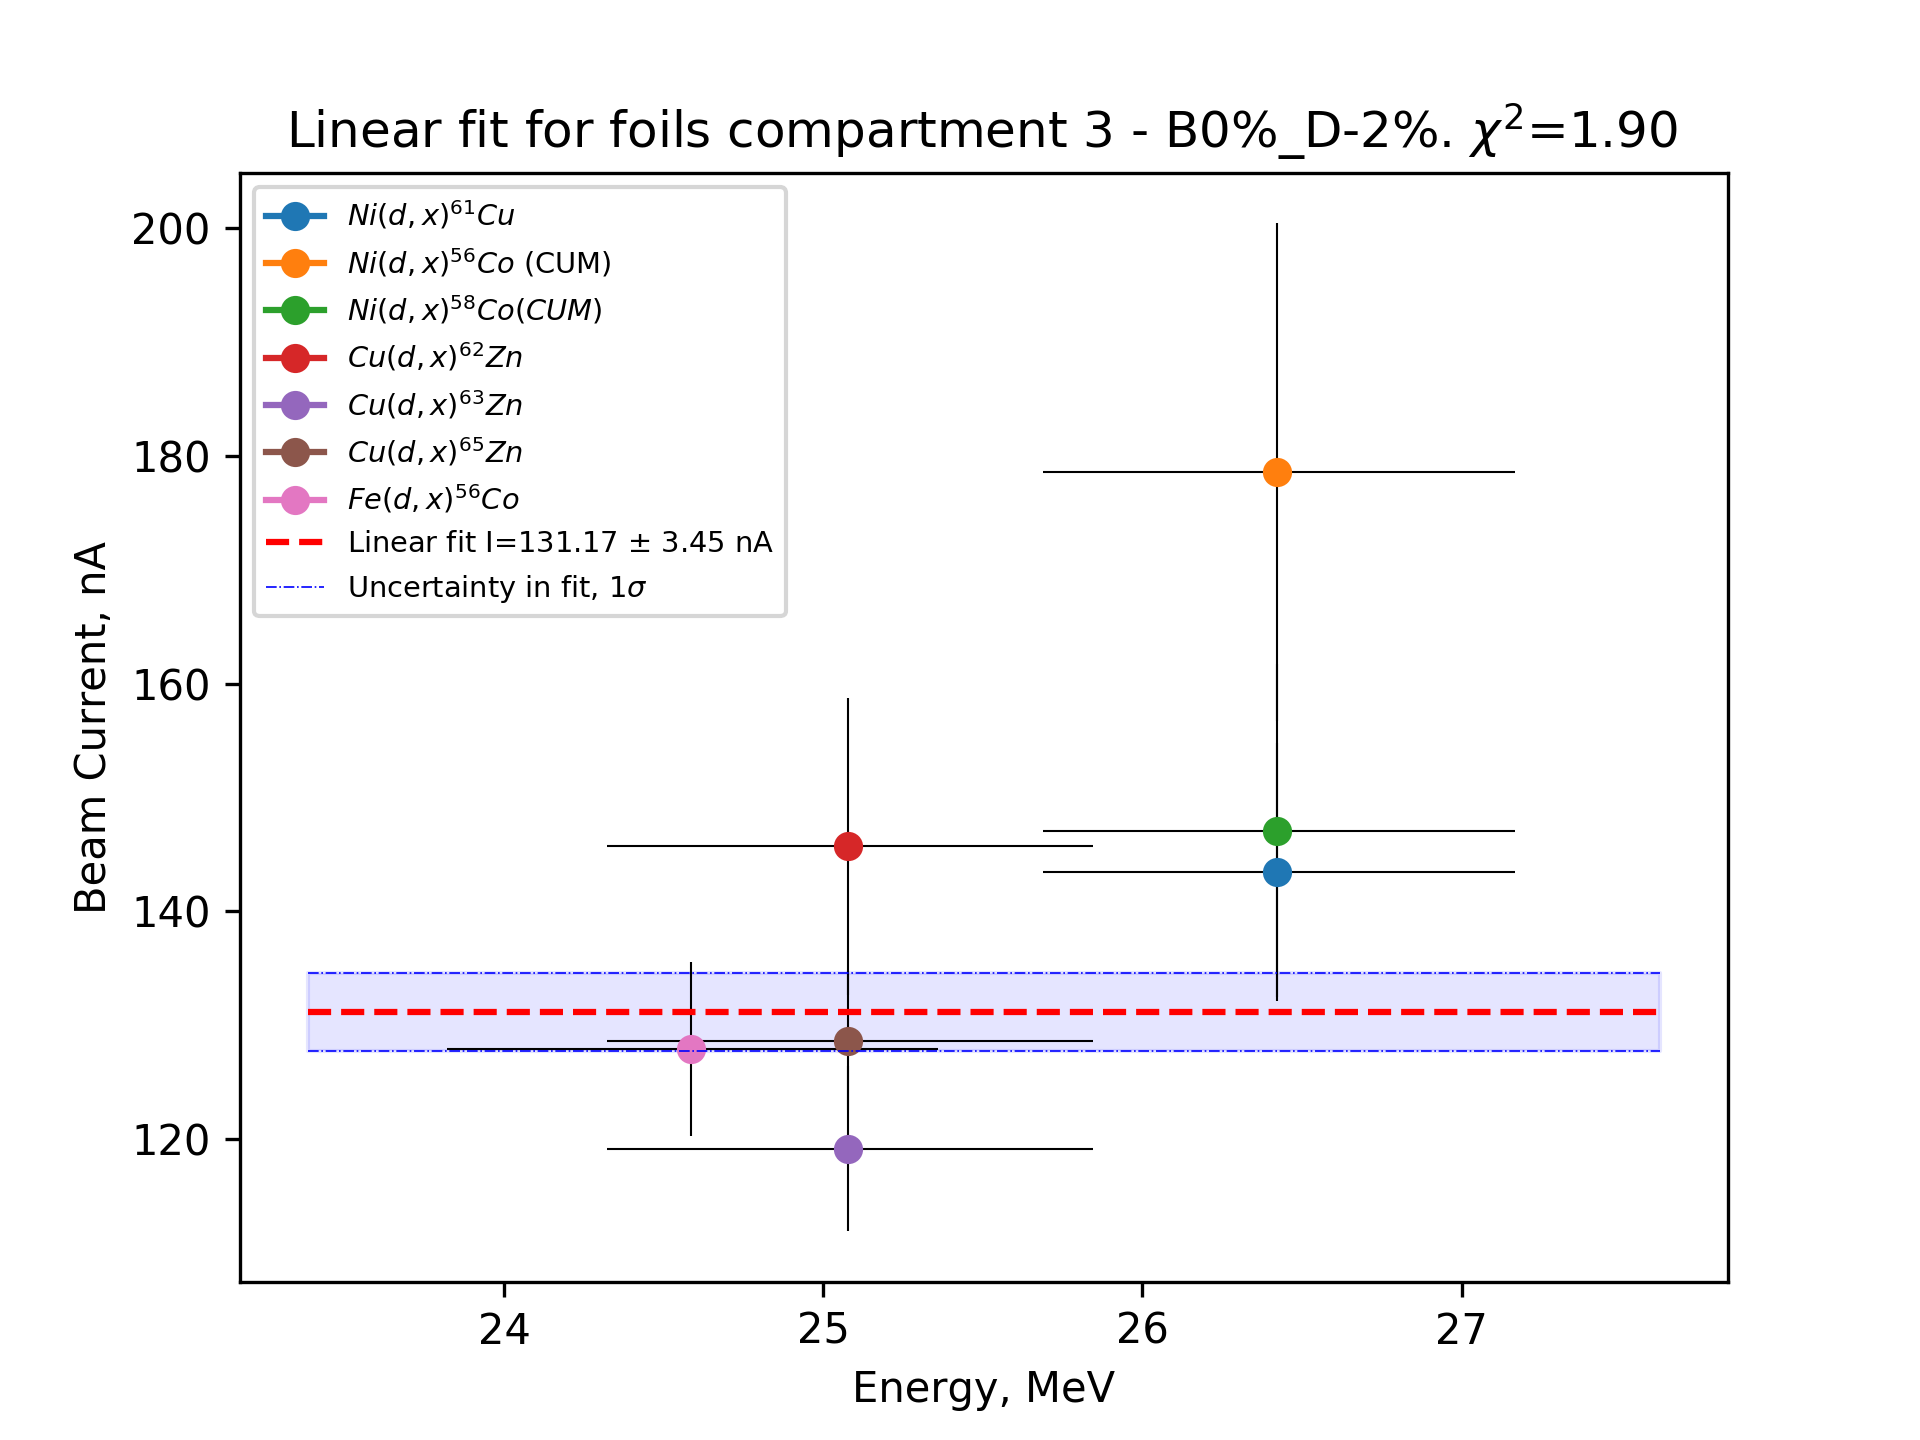 Linear fit for foils compartment 3 - B0%_D-2%. χ²=1.90
Ni(d, x)⁶¹Cu
Ni(d, x)⁵⁶Co (CUM)
Ni(d, x)⁵⁸Co(CUM)
Cu(d, x)⁶²Zn
Cu(d, x)⁶³Zn
Cu(d, x)⁶⁵Zn
Fe(d, x)⁵⁶Co
Linear fit I=131.17 ± 3.45 nA
Uncertainty in fit, 1σ
Beam Current, nA
200
180
160
140
120
24 25 26 27
Energy, MeV